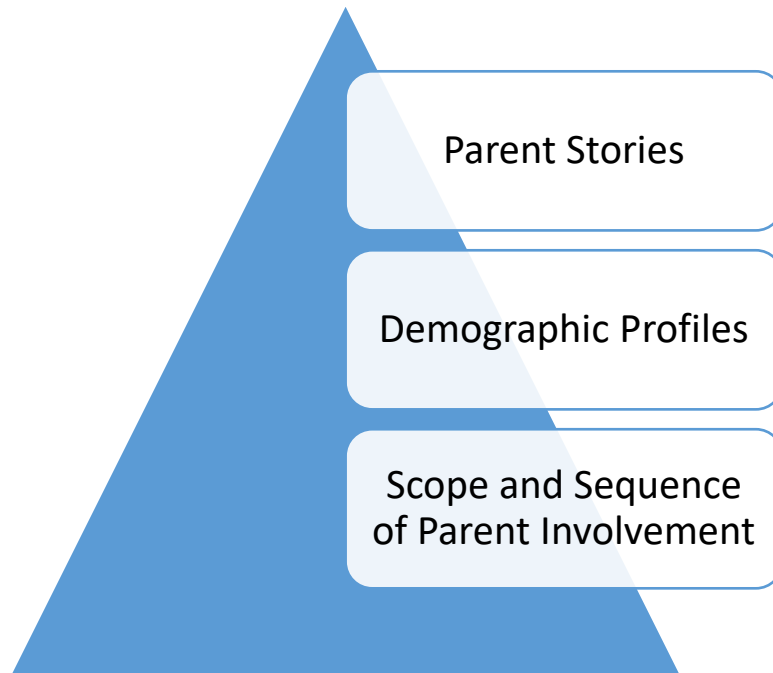 Parent Stories
Demographic Profiles
Scope and Sequence
of Parent Involvement